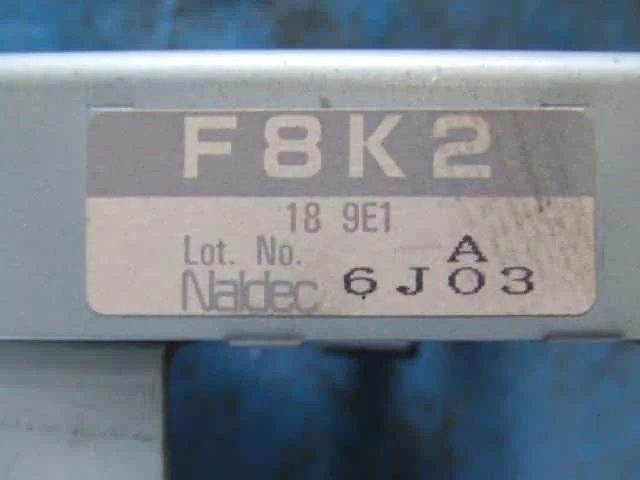 F8K2
18 9E1
Lot. No. A
Naldec 6J03